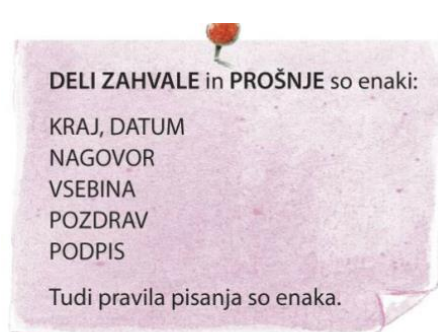 DELI ZAHVALE in PROŠNJE so enaki:
KRAJ, DATUM
NAGOVOR
VSEBINA
POZDRAV
PODPIS
Tudi pravila pisanja so enaka.